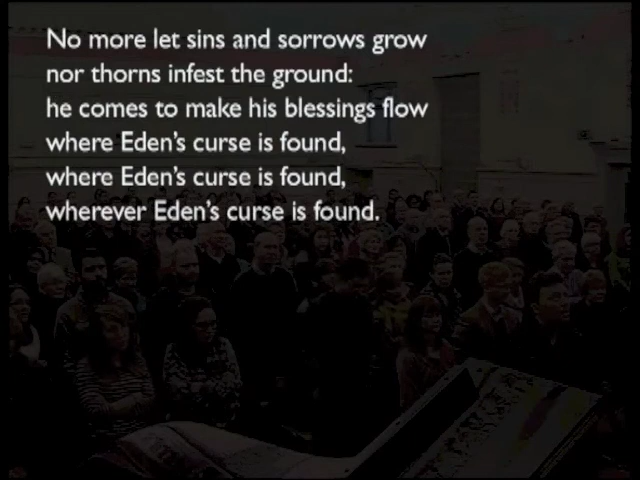 No more let sins and sorrows grow
nor thorns infest the ground:
he comes to make his blessings flow
where Eden's curse is found,
where Eden's curse is found,
wherever Eden's curse is found.